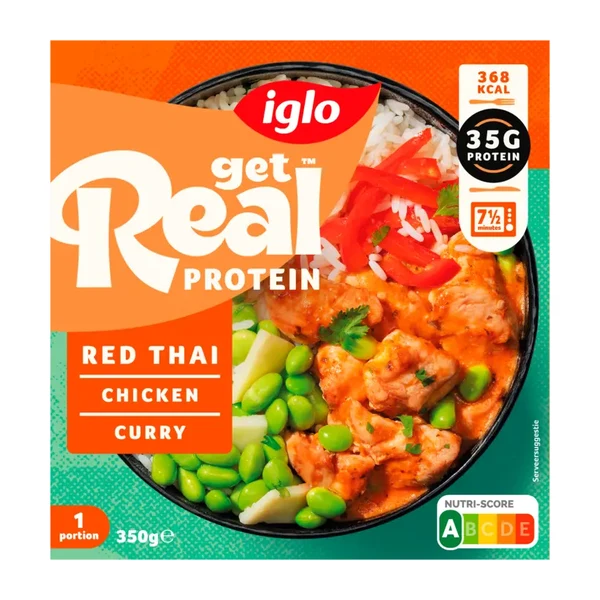 iglo
get™
Real
PROTEIN
RED THAI
CHICKEN
CURRY
368
KCAL
35G
PROTEIN
7½
minutes
Serveersuggestie
1
portion
350g℮
NUTRI-SCORE
A B C D E